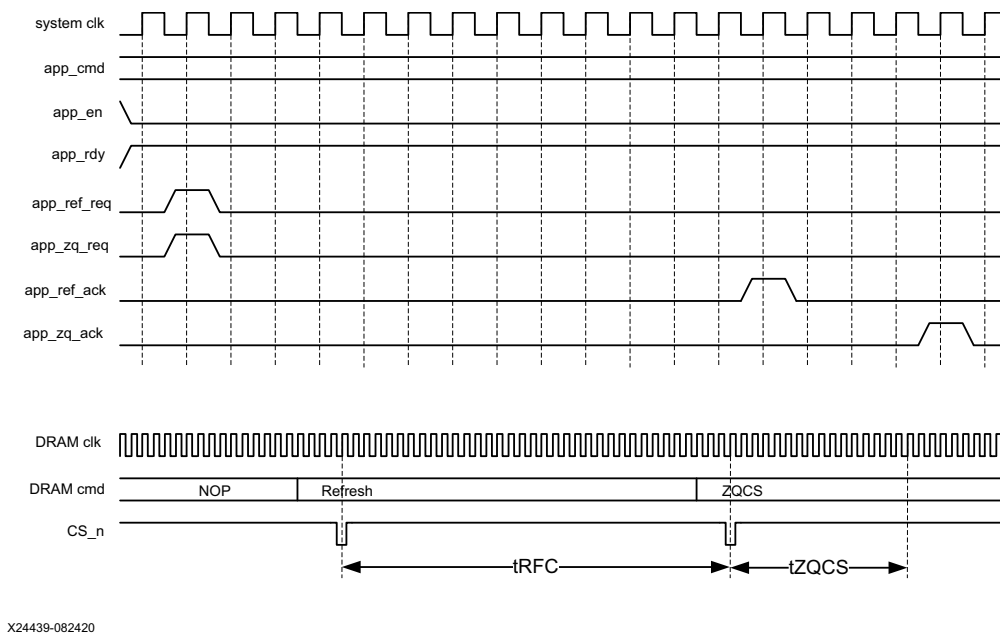 system clk
app_cmd
app_en
app_rdy
app_ref_req
app_zq_req
app_ref_ack
app_zq_ack
DRAM clk
DRAM cmd NOP Refresh ZQCS
CS_n
tRFC tZQCS
X24439-082420